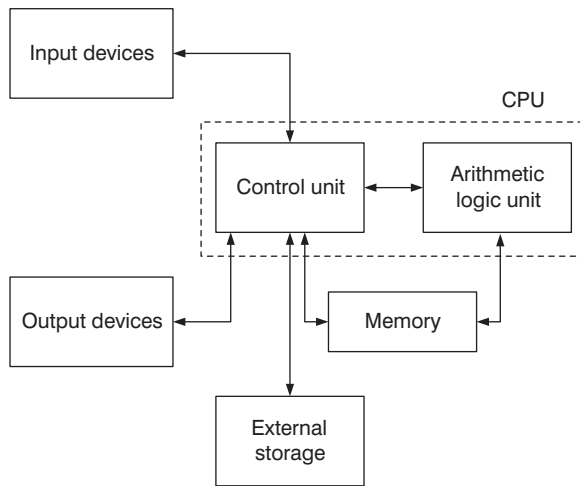 Input devices
CPU
Control unit
Arithmetic
logic unit
Output devices
Memory
External
storage